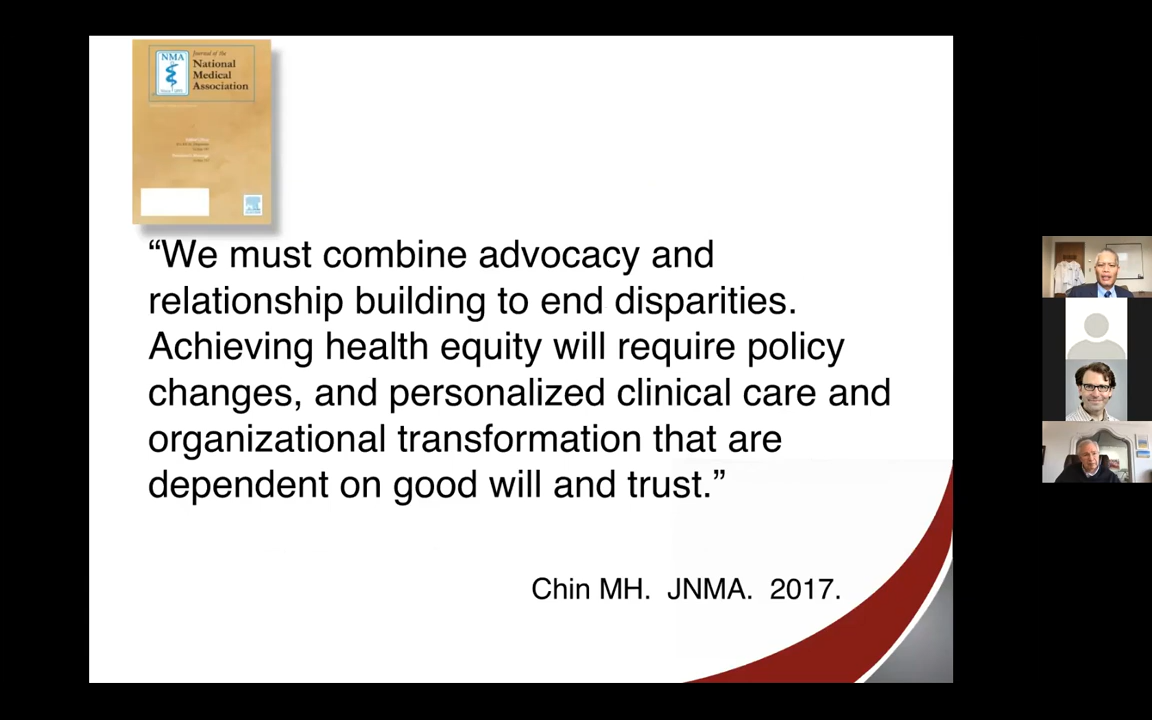 NMA
Journal of the
National
Medical
Association
“We must combine advocacy and
relationship building to end disparities.
Achieving health equity will require policy
changes, and personalized clinical care and
organizational transformation that are
dependent on good will and trust.”
Chin MH.  JNMA.  2017.